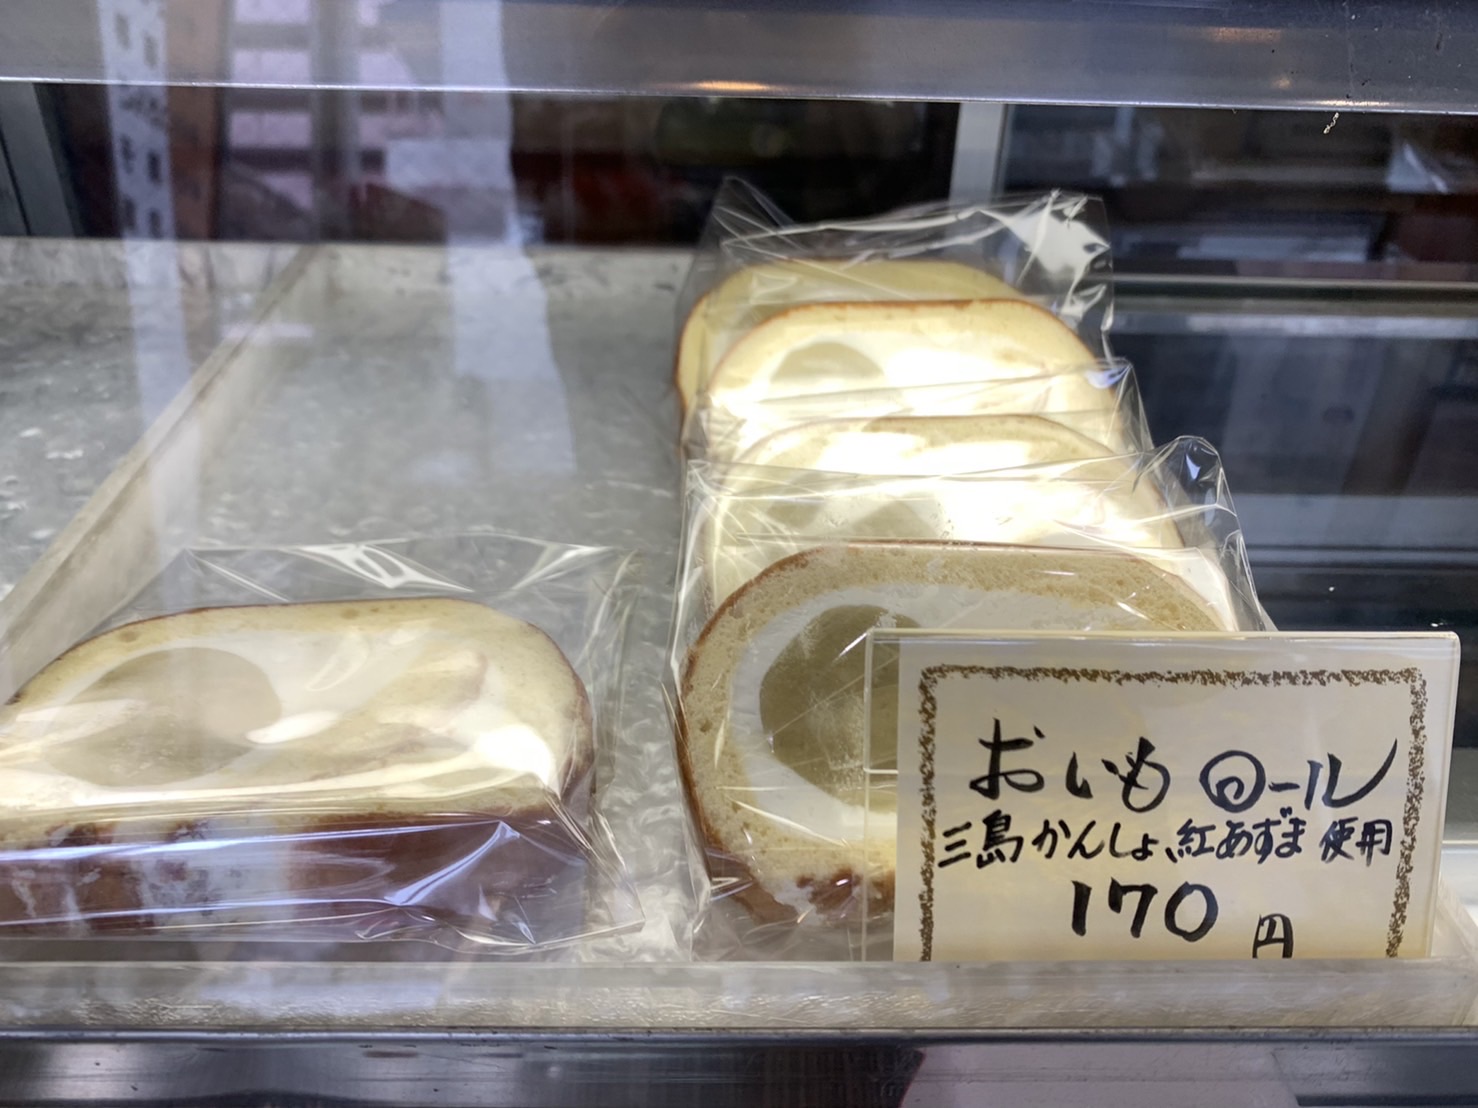 おいもロール
三島かんしょ、紅あずま使用
170円